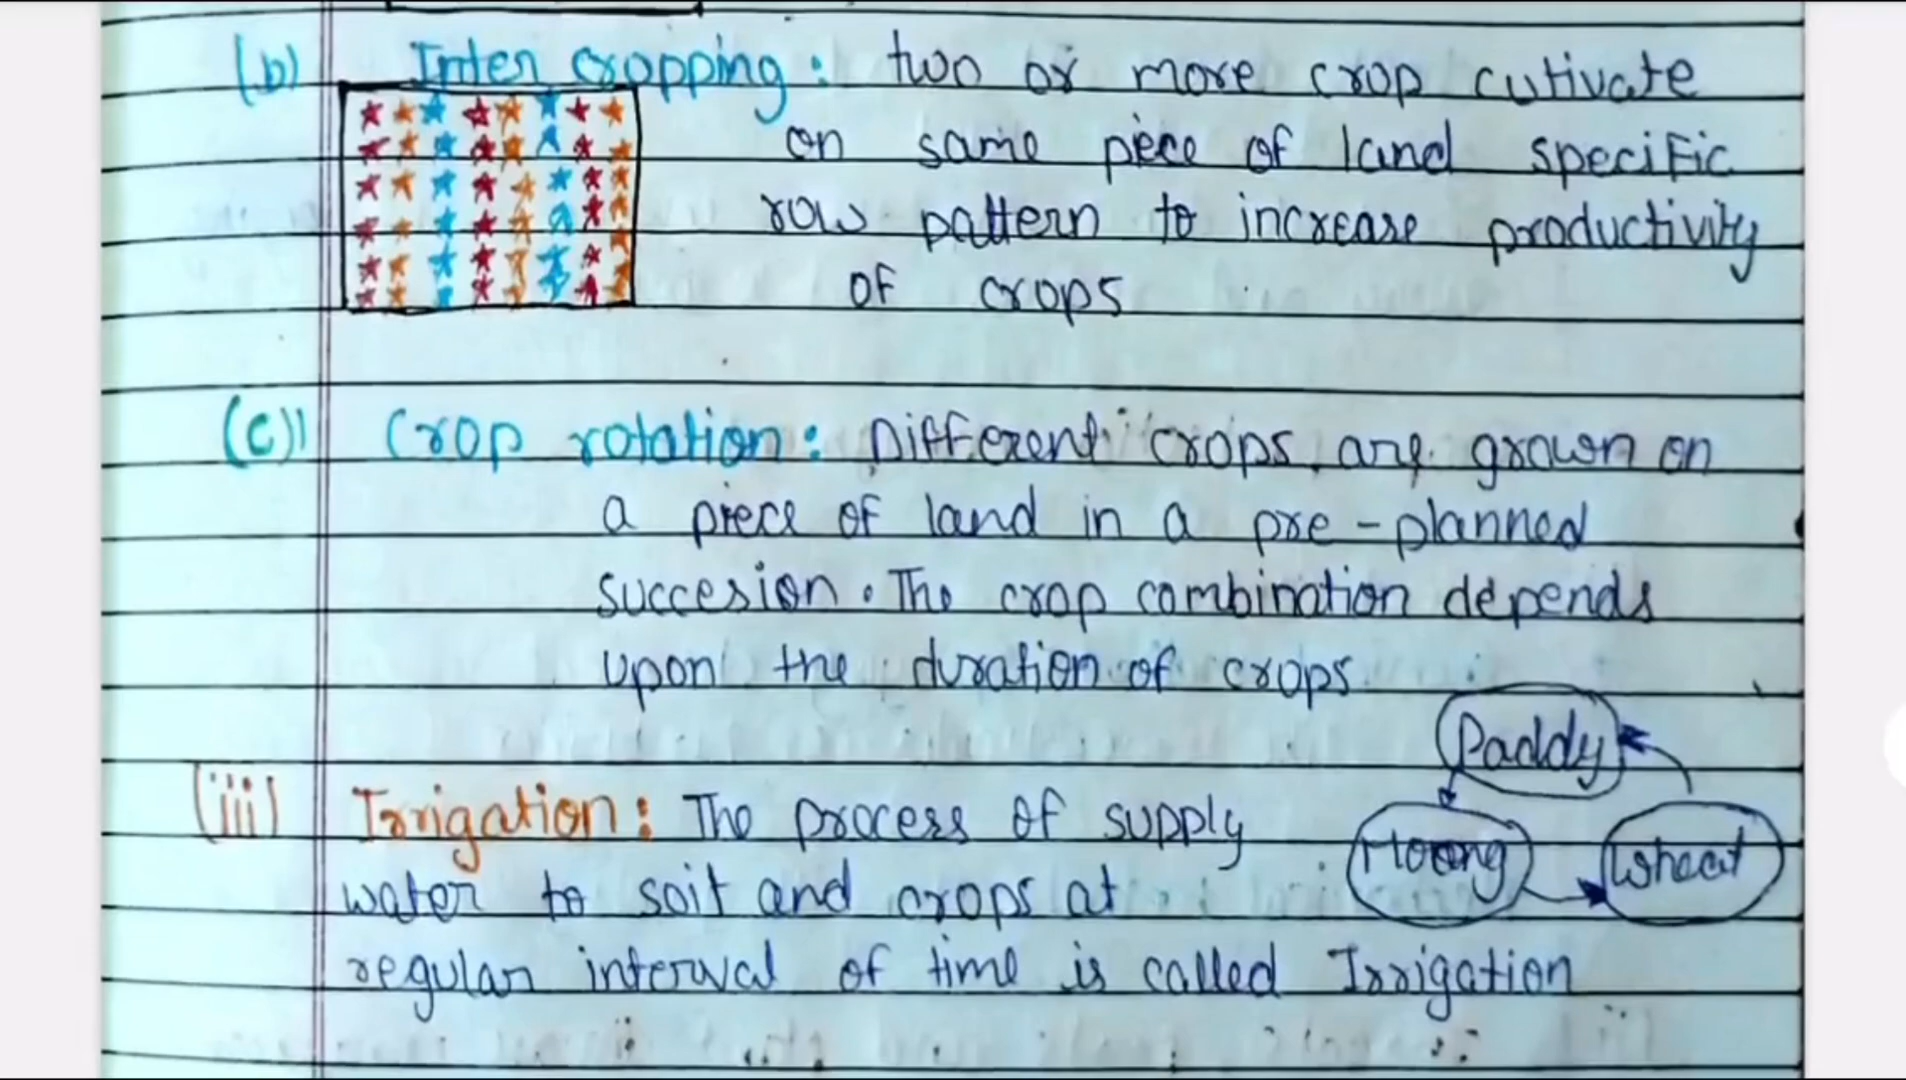 (b) Inter cropping : two or more crop cutivate
on same piece of land specific
row pattern to increase productivity
of crops
(c) Crop rotation : Different crops are grown on
a piece of land in a pre - planned
succesion . The crop combination depends
upon the duration of crops
Paddy
(iii) Irrigation : The process of supply
Moong
Wheat
water to soil and crops at
regular interval of time is called Irrigation